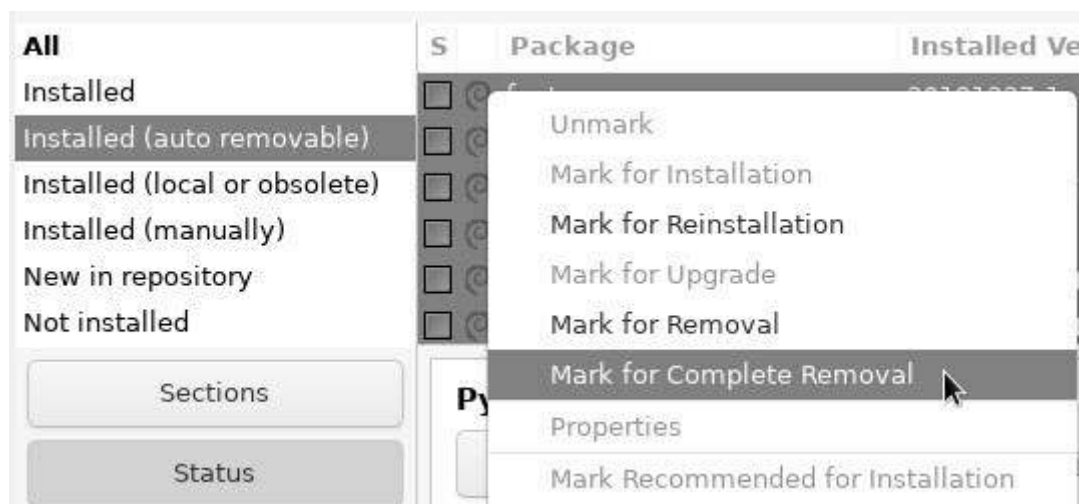 All
Installed
Installed (auto removable)
Installed (local or obsolete)
Installed (manually)
New in repository
Not installed
Sections
Status
S Package Installed Ve
Unmark
Mark for Installation
Mark for Reinstallation
Mark for Upgrade
Mark for Removal
Mark for Complete Removal
Properties
Mark Recommended for Installation
Py